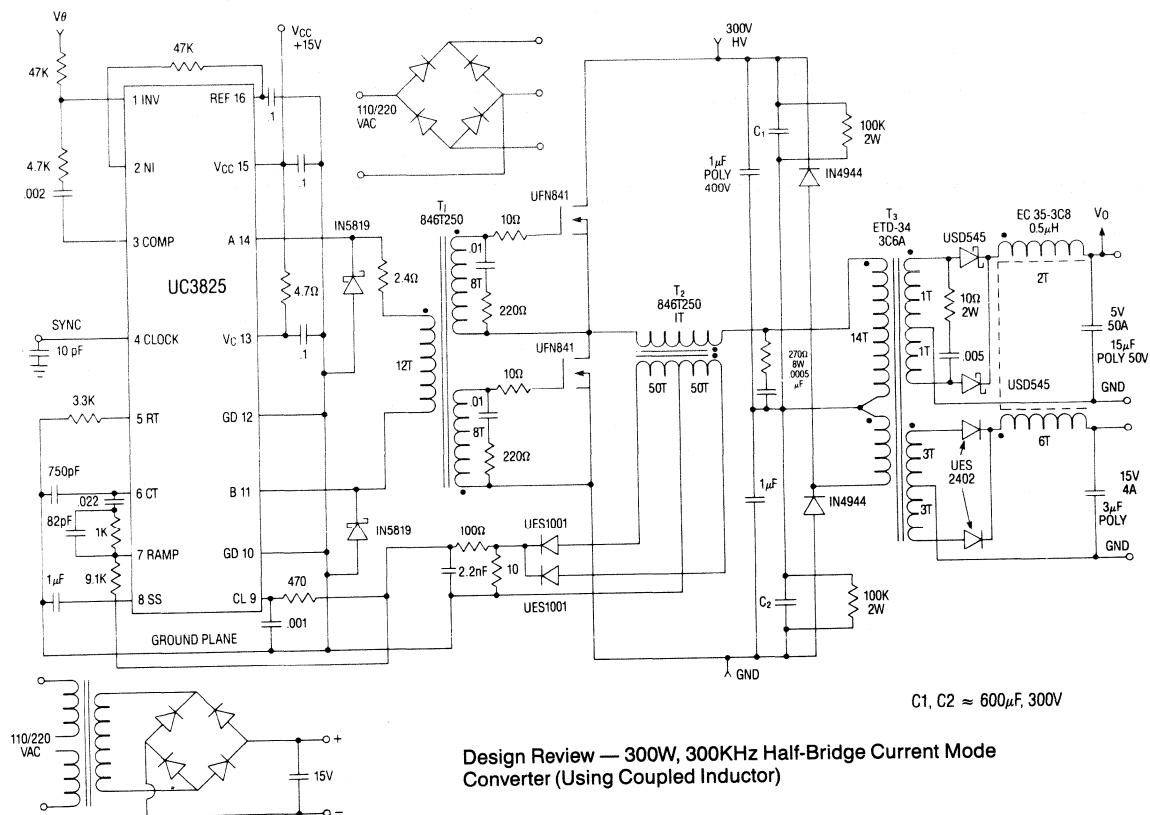 Vθ
47K
47K
VCC
+15V
1 INV
REF 16
.1
4.7K
2 NI
.002
VCC 15
.1
3 COMP
A 14
UC3825
IN5819
2.4Ω
4.7Ω
SYNC
4 CLOCK
10 pF
VC 13
.1
12T
3.3K
5 RT
GD 12
750pF
6 CT
B 11
.022
82pF
1K
7 RAMP
GD 10
IN5819
9.1K
1µF
8 SS
CL 9
470
.001
GROUND PLANE
110/220
VAC
T1
846T250
10Ω
UFN841
.01
8T
220Ω
UFN841
10Ω
.01
8T
220Ω
T2
846T250
IT
50T
50T
100Ω
UES1001
2.2nF
10
UES1001
300V
HV
C1
100K
2W
1µF
POLY
400V
IN4944
270Ω
8W
.0005
µF
1µF
IN4944
C2
100K
2W
GND
T3
ETD-34
3C6A
14T
1T
1T
USD545
10Ω
2W
.005
USD545
EC 35-3C8
0.5µH
VO
2T
5V
50A
15µF
POLY 50V
GND
6T
3T
3T
UES
2402
15V
4A
3µF
POLY
GND
C1, C2 ≈ 600µF, 300V
110/220
VAC
+
15V
−
Design Review — 300W, 300KHz Half-Bridge Current Mode
Converter (Using Coupled Inductor)